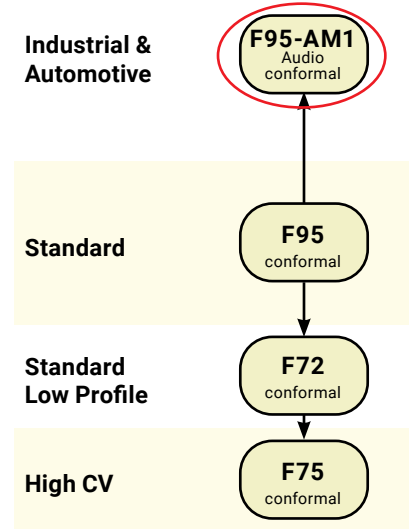 Industrial &
Automotive
F95-AM1
Audio
conformal
Standard
F95
conformal
Standard
Low Profile
F72
conformal
High CV
F75
conformal